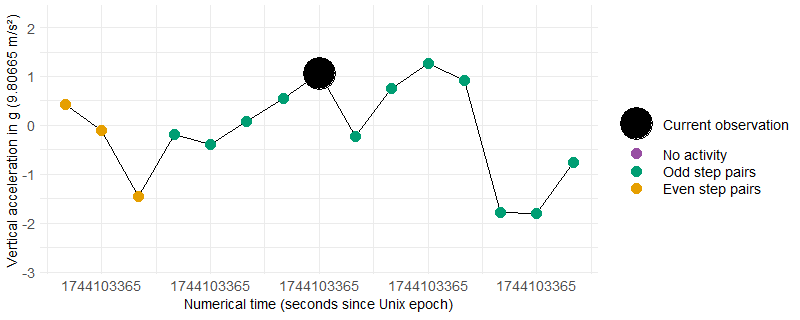 Vertical acceleration in g (9.80665 m/s²)
2
1
0
-1
-2
-3
1744103365 1744103365 1744103365 1744103365 1744103365
Numerical time (seconds since Unix epoch)
Current observation
No activity
Odd step pairs
Even step pairs